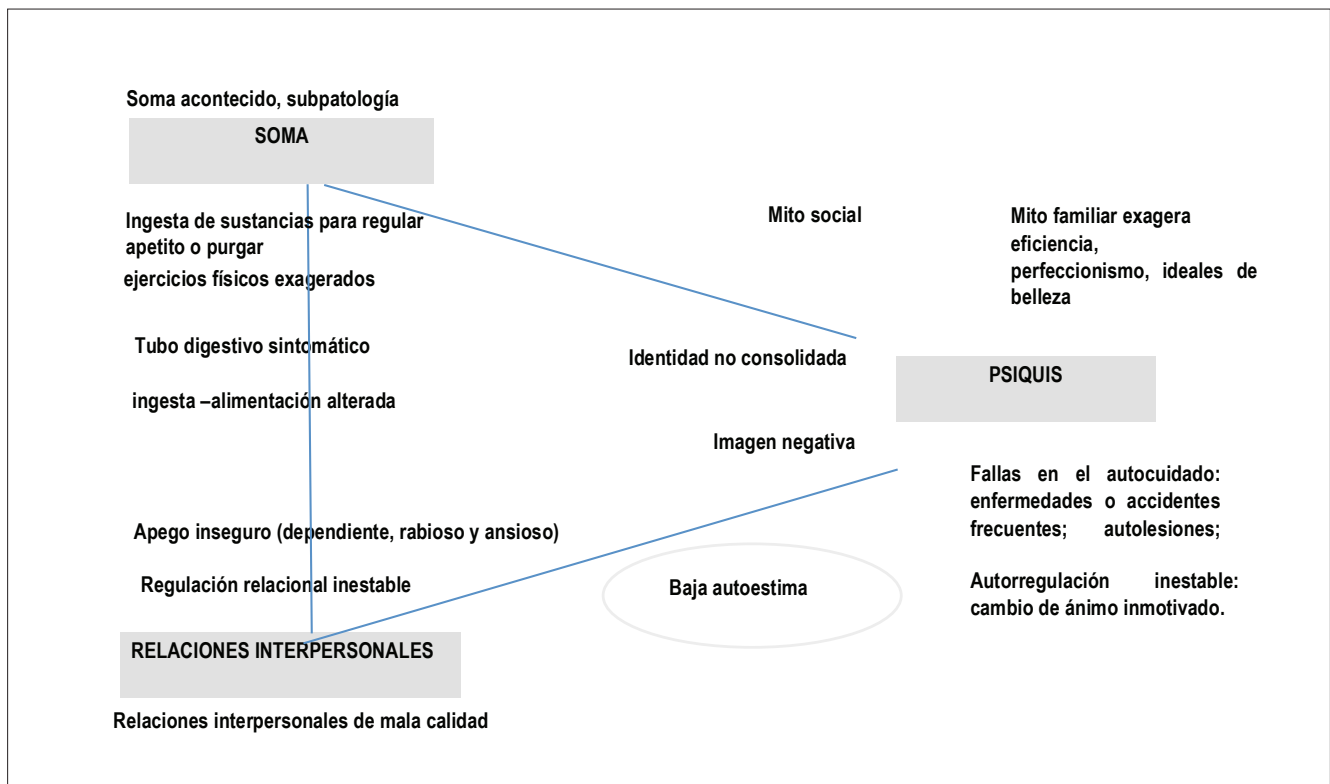 Soma acontecido, subpatología
SOMA
Ingesta de sustancias para regular
apetito o purgar
ejercicios físicos exagerados
Tubo digestivo sintomático
ingesta –alimentación alterada
Apego inseguro (dependiente, rabioso y ansioso)
Regulación relacional inestable
RELACIONES INTERPERSONALES
Relaciones interpersonales de mala calidad
Mito social
Identidad no consolidada
Imagen negativa
Baja autoestima
Mito familiar exagera
eficiencia,
perfeccionismo, ideales de
belleza
PSIQUIS
Fallas en el autocuidado:
enfermedades o accidentes
frecuentes; autolesiones;
Autorregulación inestable:
cambio de ánimo inmotivado.